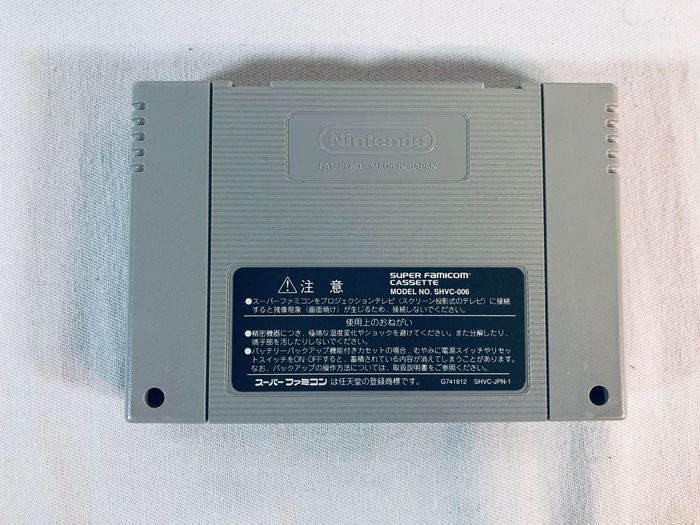 Nintendo
PAT. PEND. MADE IN JAPAN
注 意
SUPER FAMICOM
CASSETTE
MODEL NO. SHVC-006
●スーパーファミコンをプロジェクションテレビ（スクリーン投影式のテレビ）に接続
すると残像現象（画面焼け）が生じるため、接続しないでください。
使用上のおねがい
●精密機器につき、極端な温度変化やショックを避けてください。また分解したり、
端子部を汚したりしないでください。
●バッテリーバックアップ機能付きカセットの場合、むやみに電源スイッチやリセッ
トスイッチをON・OFFすると、蓄積されている内容が消えてしまうことがあります。
なお、バックアップの操作方法については、取扱説明書をご参照ください。
スーパーファミコン は任天堂の登録商標です。 G741812 SHVC-JPN-1